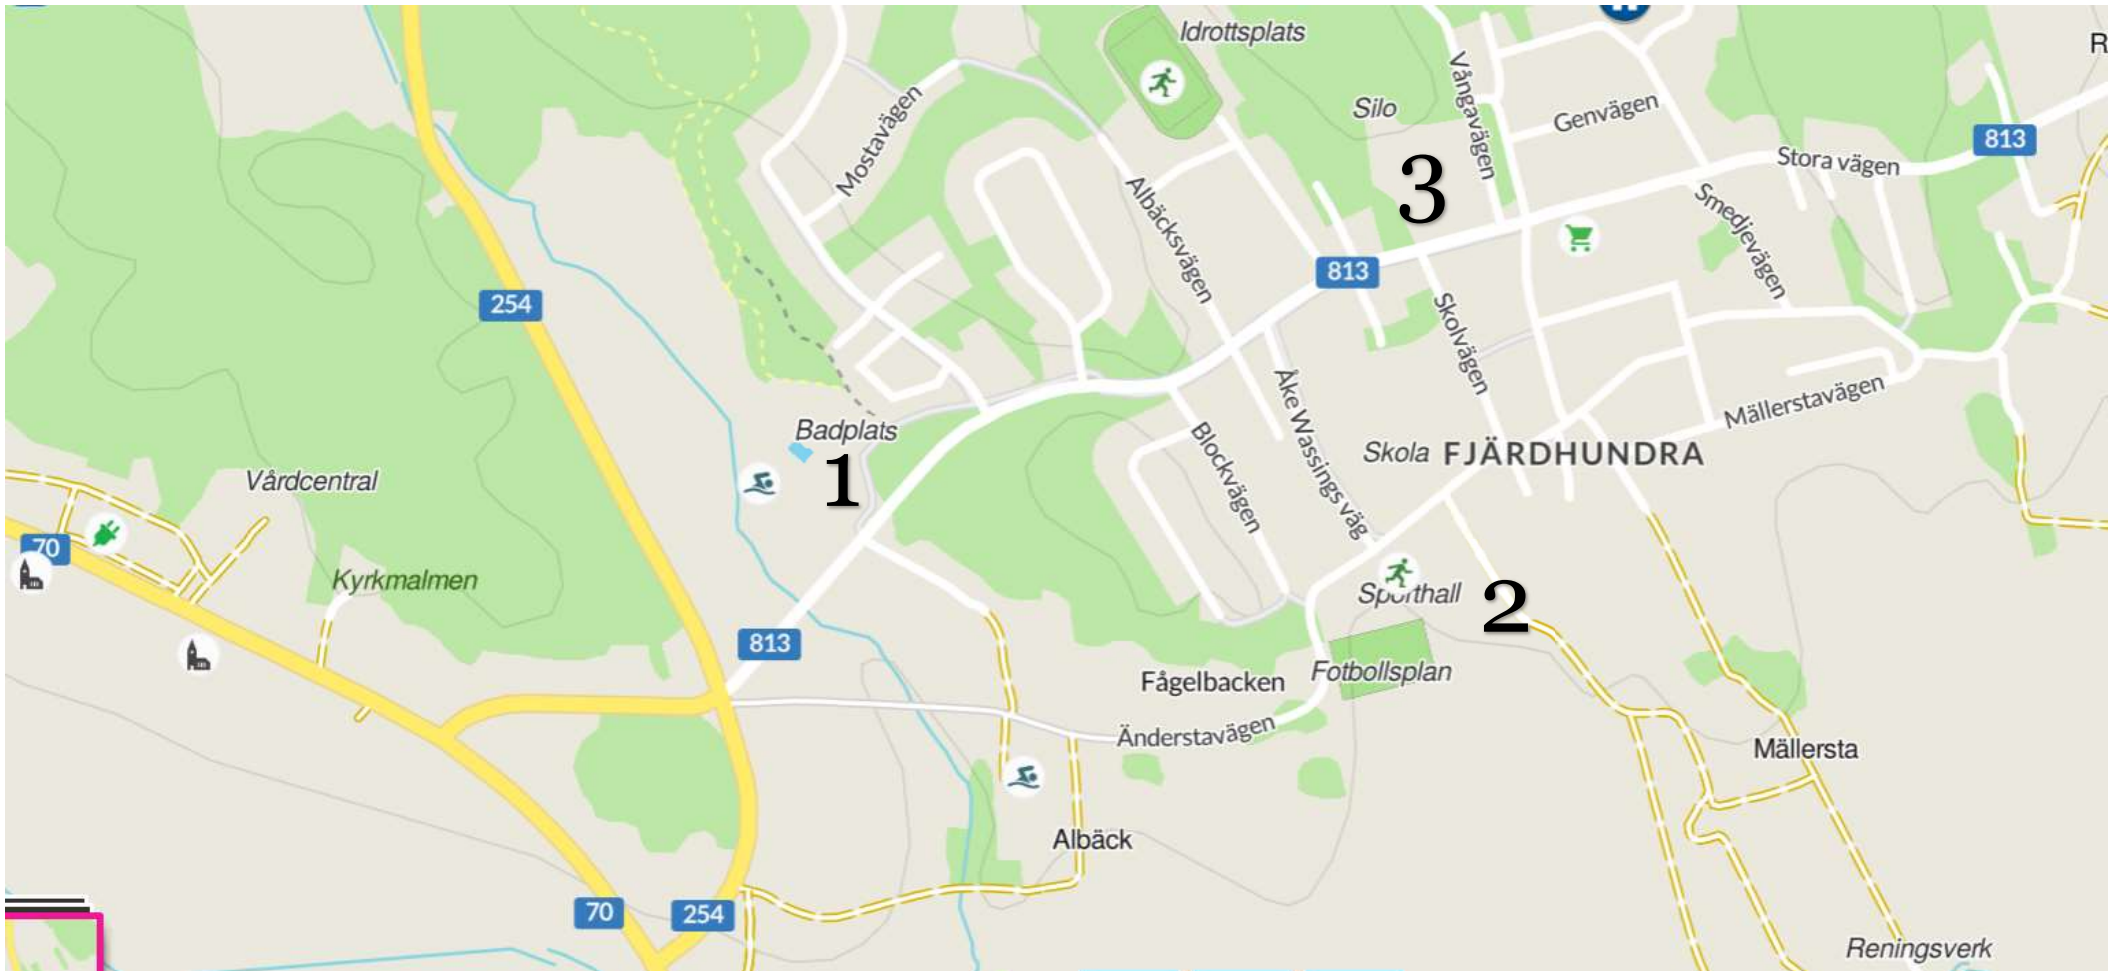 Idrottsplats
R
Vångavägen
Silo
Mostavägen
Genvägen
813
3
Stora vägen
Albäcksvägen
Smedjevägen
813
254
Skolvägen
Åke Wassings väg
Mällerstavägen
Badplats
Blockvägen
Skola
FJÄRDHUNDRA
1
Vårdcentral
70
Kyrkmalmen
Sporthall
2
813
Fågelbacken
Fotbollsplan
Änderstavägen
Mällersta
Albäck
70
254
Reningsverk